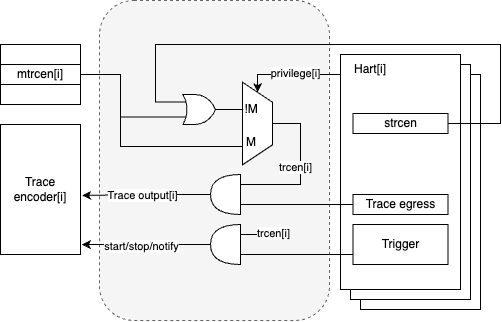 privilege[i]
Hart[i]
mtrcen[i]
!M
strcen
M
trcen[i]
Trace
encoder[i]
Trace output[i]
Trace egress
trcen[i]
start/stop/notify
Trigger